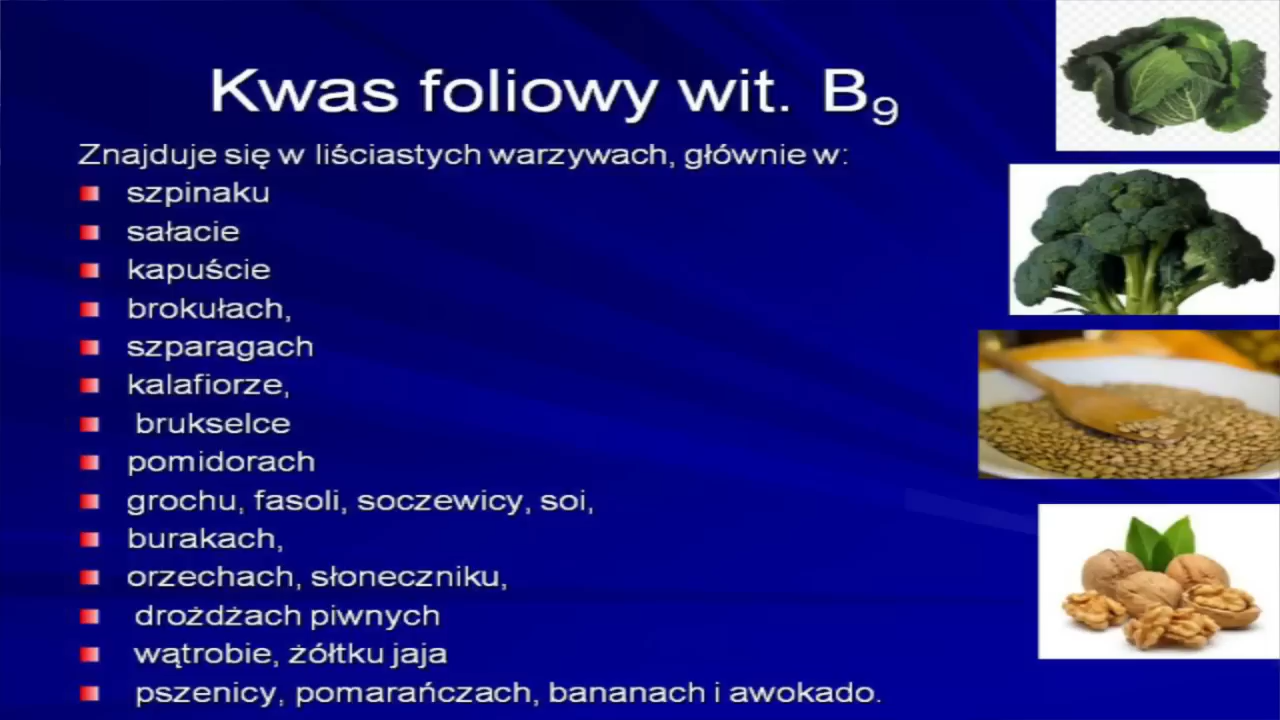 Kwas foliowy wit. B₉
Znajduje się w liściastych warzywach, głównie w:
szpinaku
sałacie
kapuście
brokułach,
szparagach
kalafiorze,
brukselce
pomidorach
grochu, fasoli, soczewicy, soi,
burakach,
orzechach, słoneczniku,
drożdżach piwnych
wątrobie, żółtku jaja
pszenicy, pomarańczach, bananach i awokado.